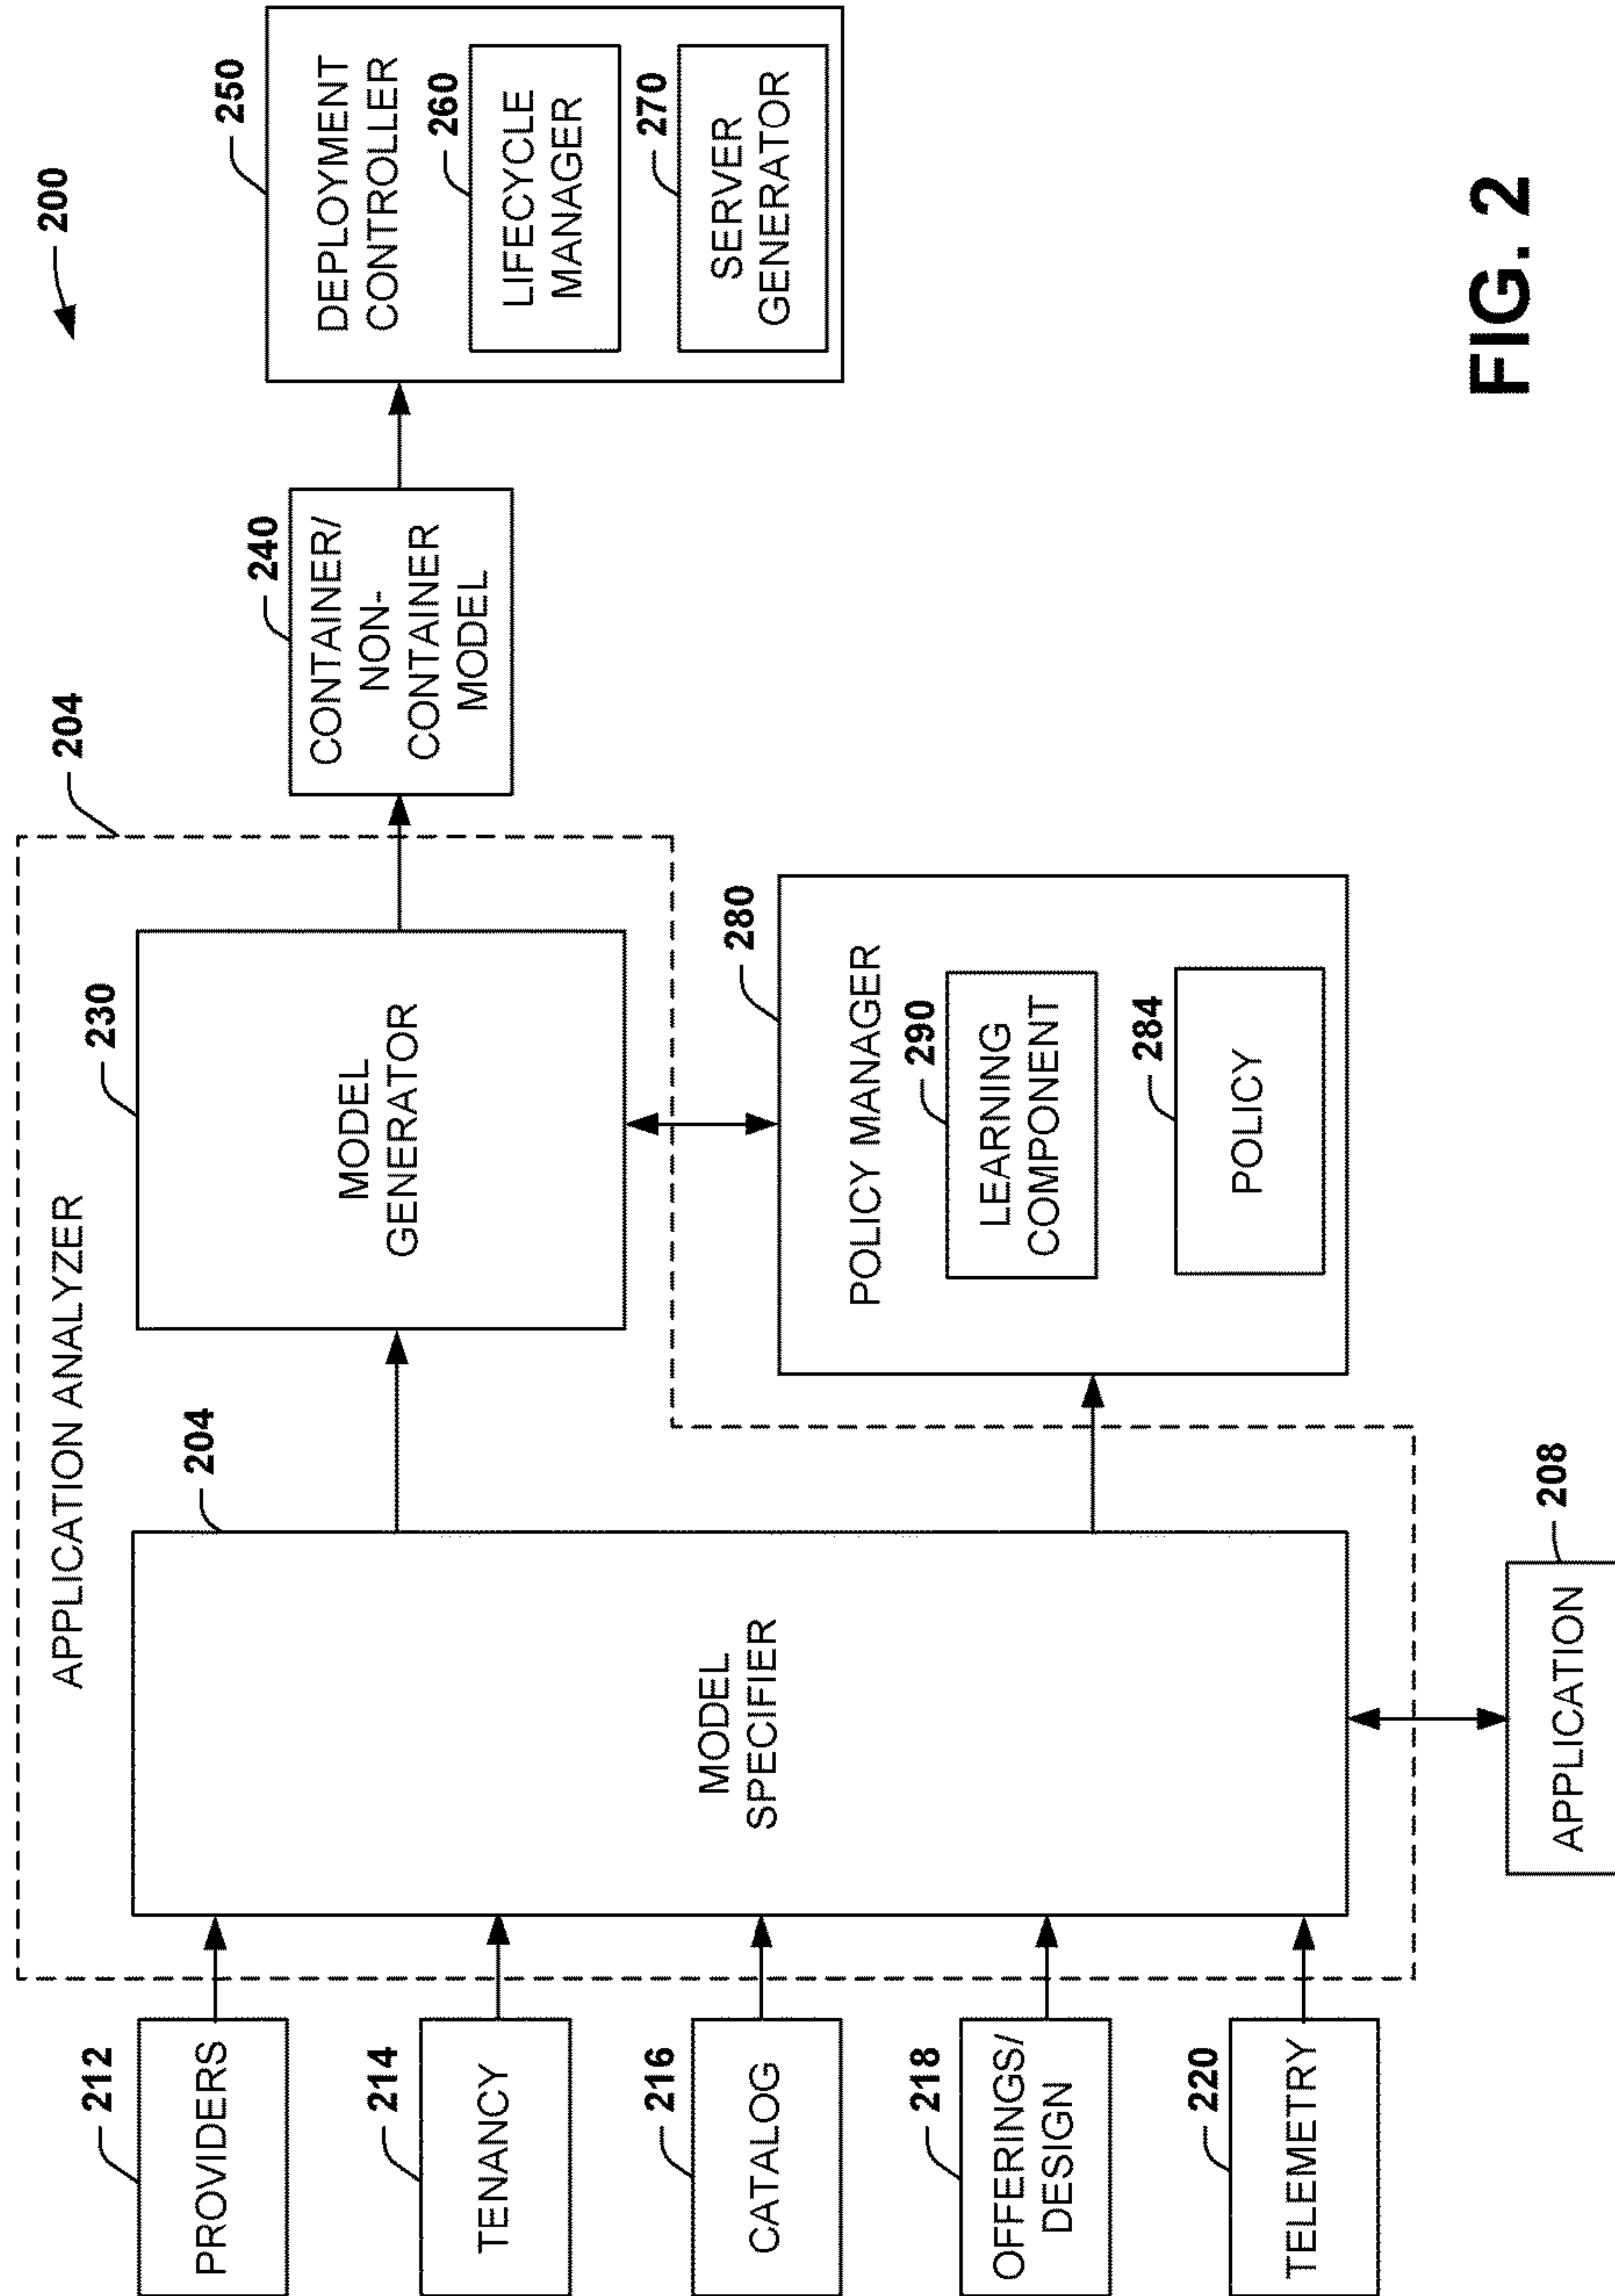 200
APPLICATION ANALYZER
204
212
PROVIDERS
214
TENANCY
216
CATALOG
218
OFFERINGS/
DESIGN
220
TELEMETRY
204
MODEL
SPECIFIER
230
MODEL
GENERATOR
240
CONTAINER/
NON-
CONTAINER
MODEL
250
DEPLOYMENT
CONTROLLER
260
LIFECYCLE
MANAGER
270
SERVER
GENERATOR
280
POLICY MANAGER
290
LEARNING
COMPONENT
284
POLICY
208
APPLICATION
FIG. 2